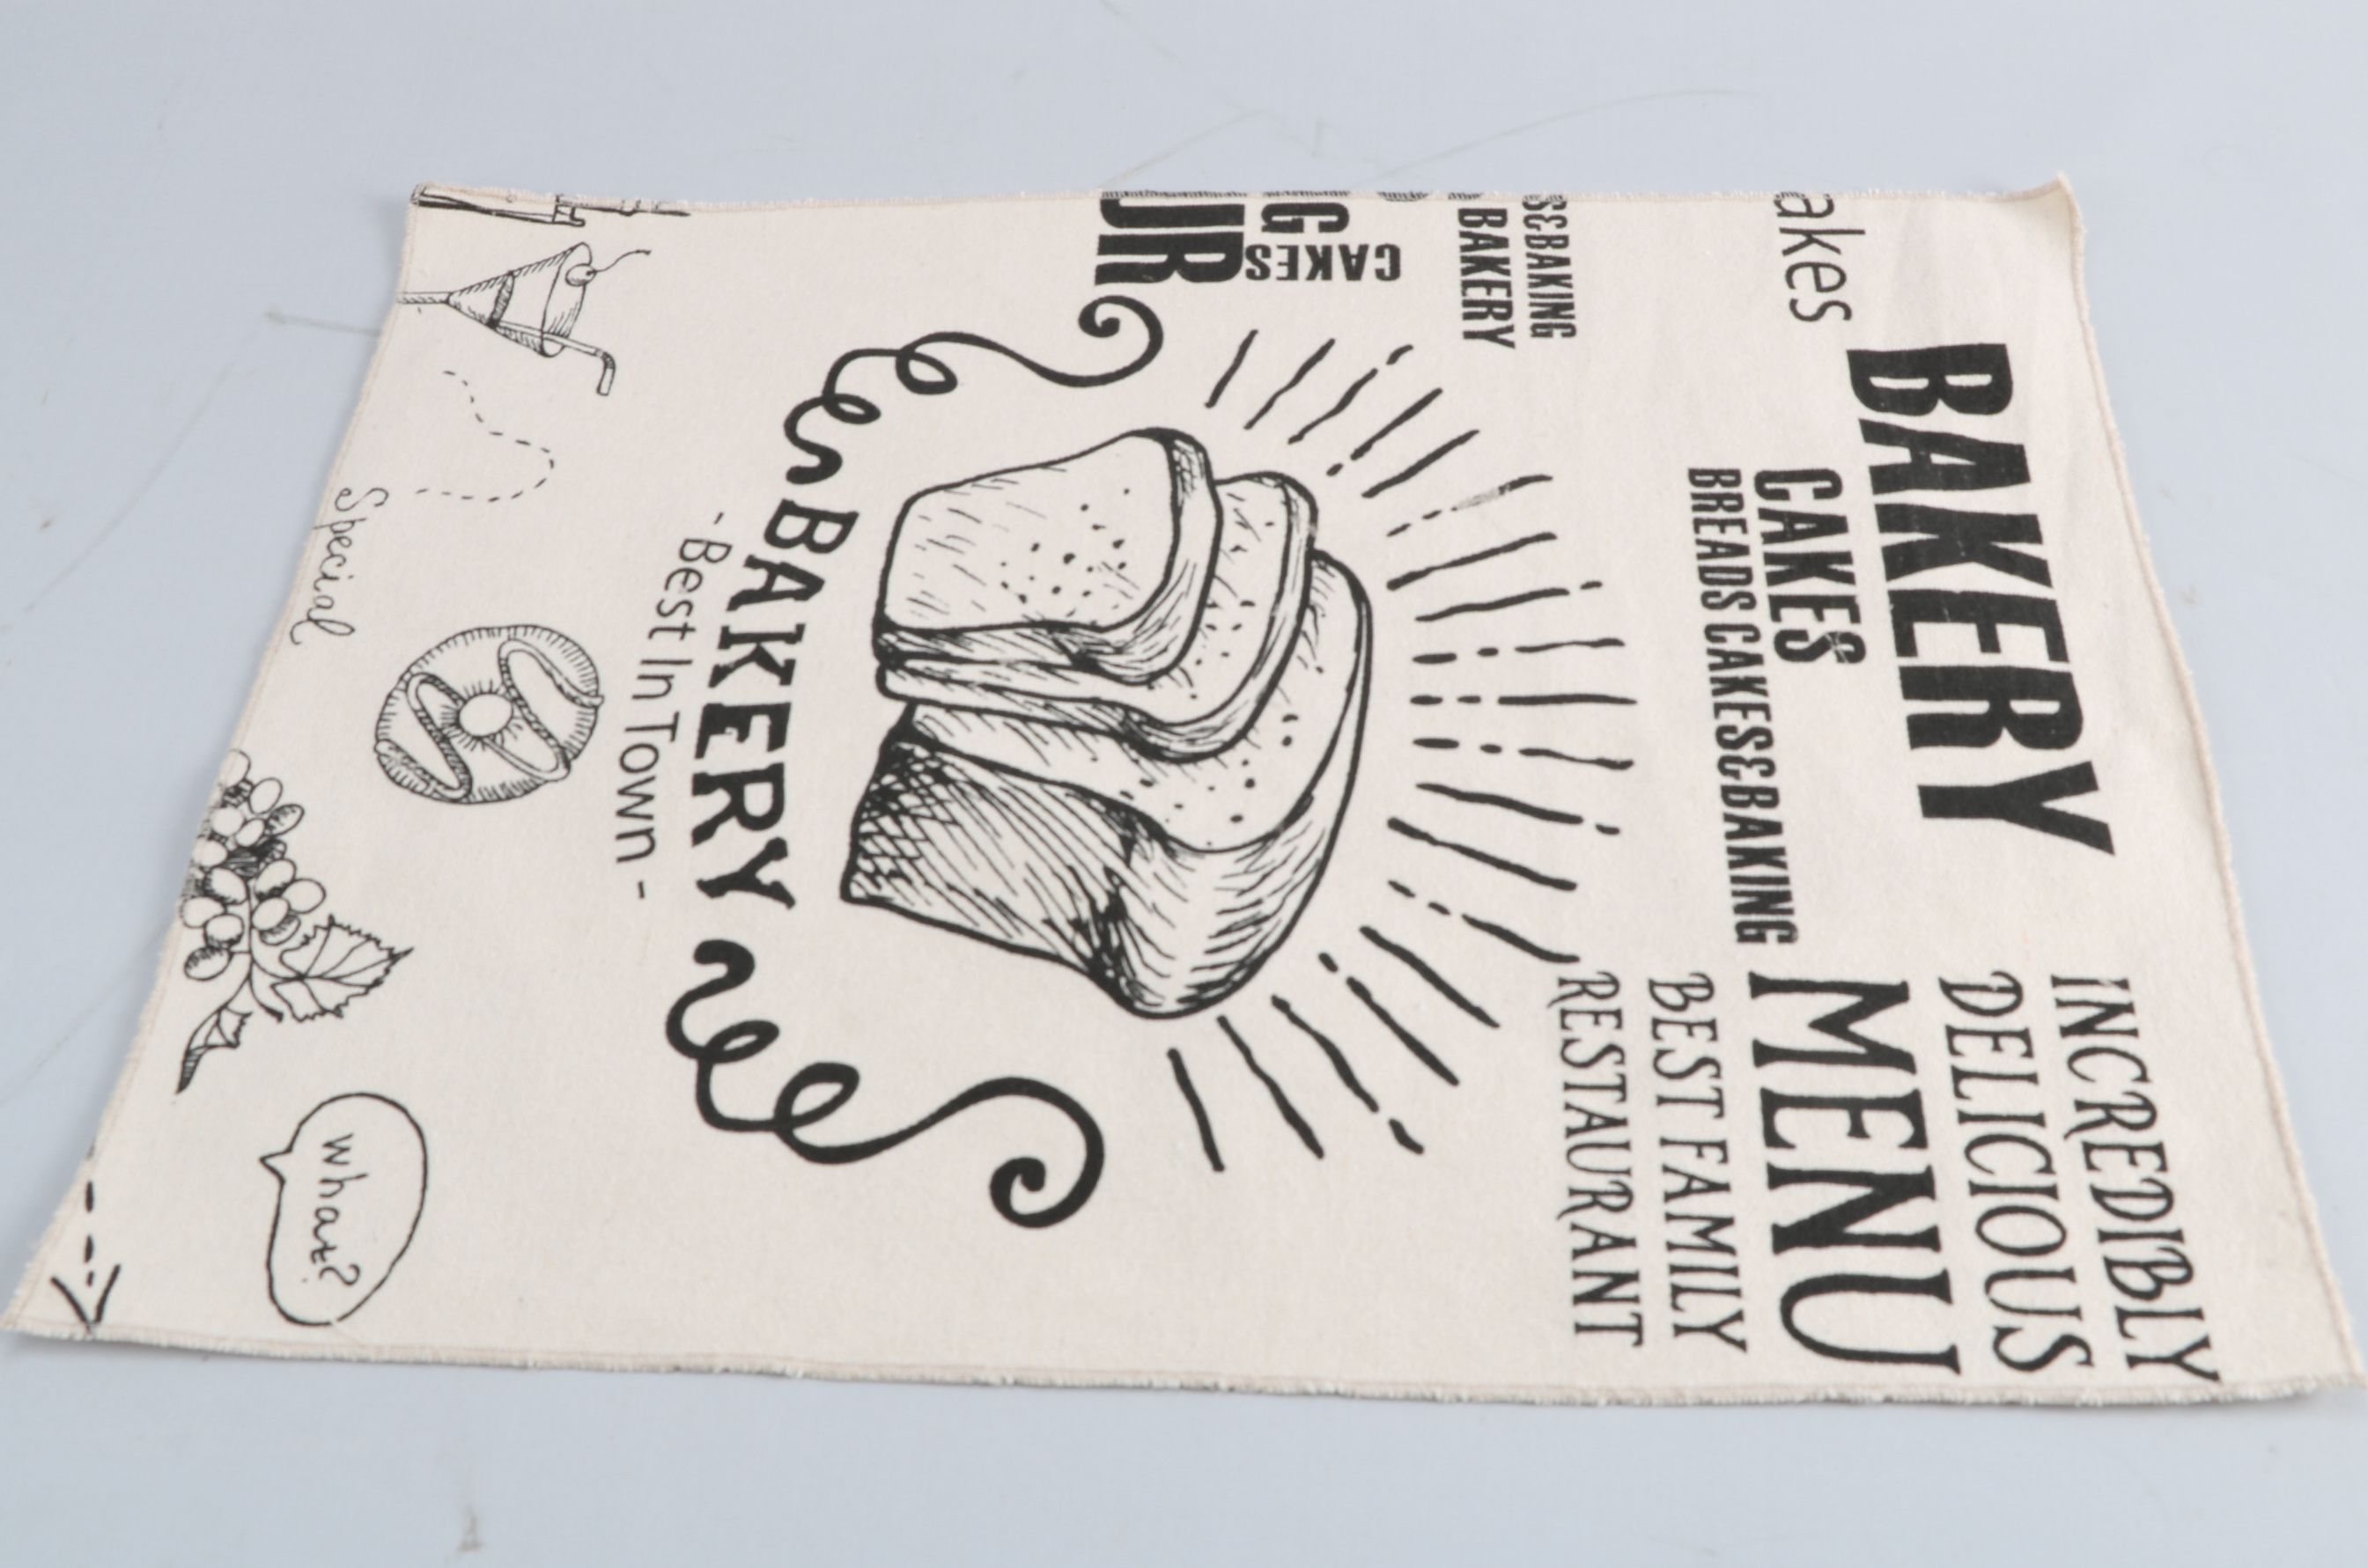 akes
BAKERY
CAKES
BREADS CAKES&BAKING
INCREDIBLY
DELICIOUS
MENU
BEST FAMILY
RESTAURANT
S&BAKING
BAKERY
CAKES
G
UR
BAKERY
- Best In Town -
Special
what?